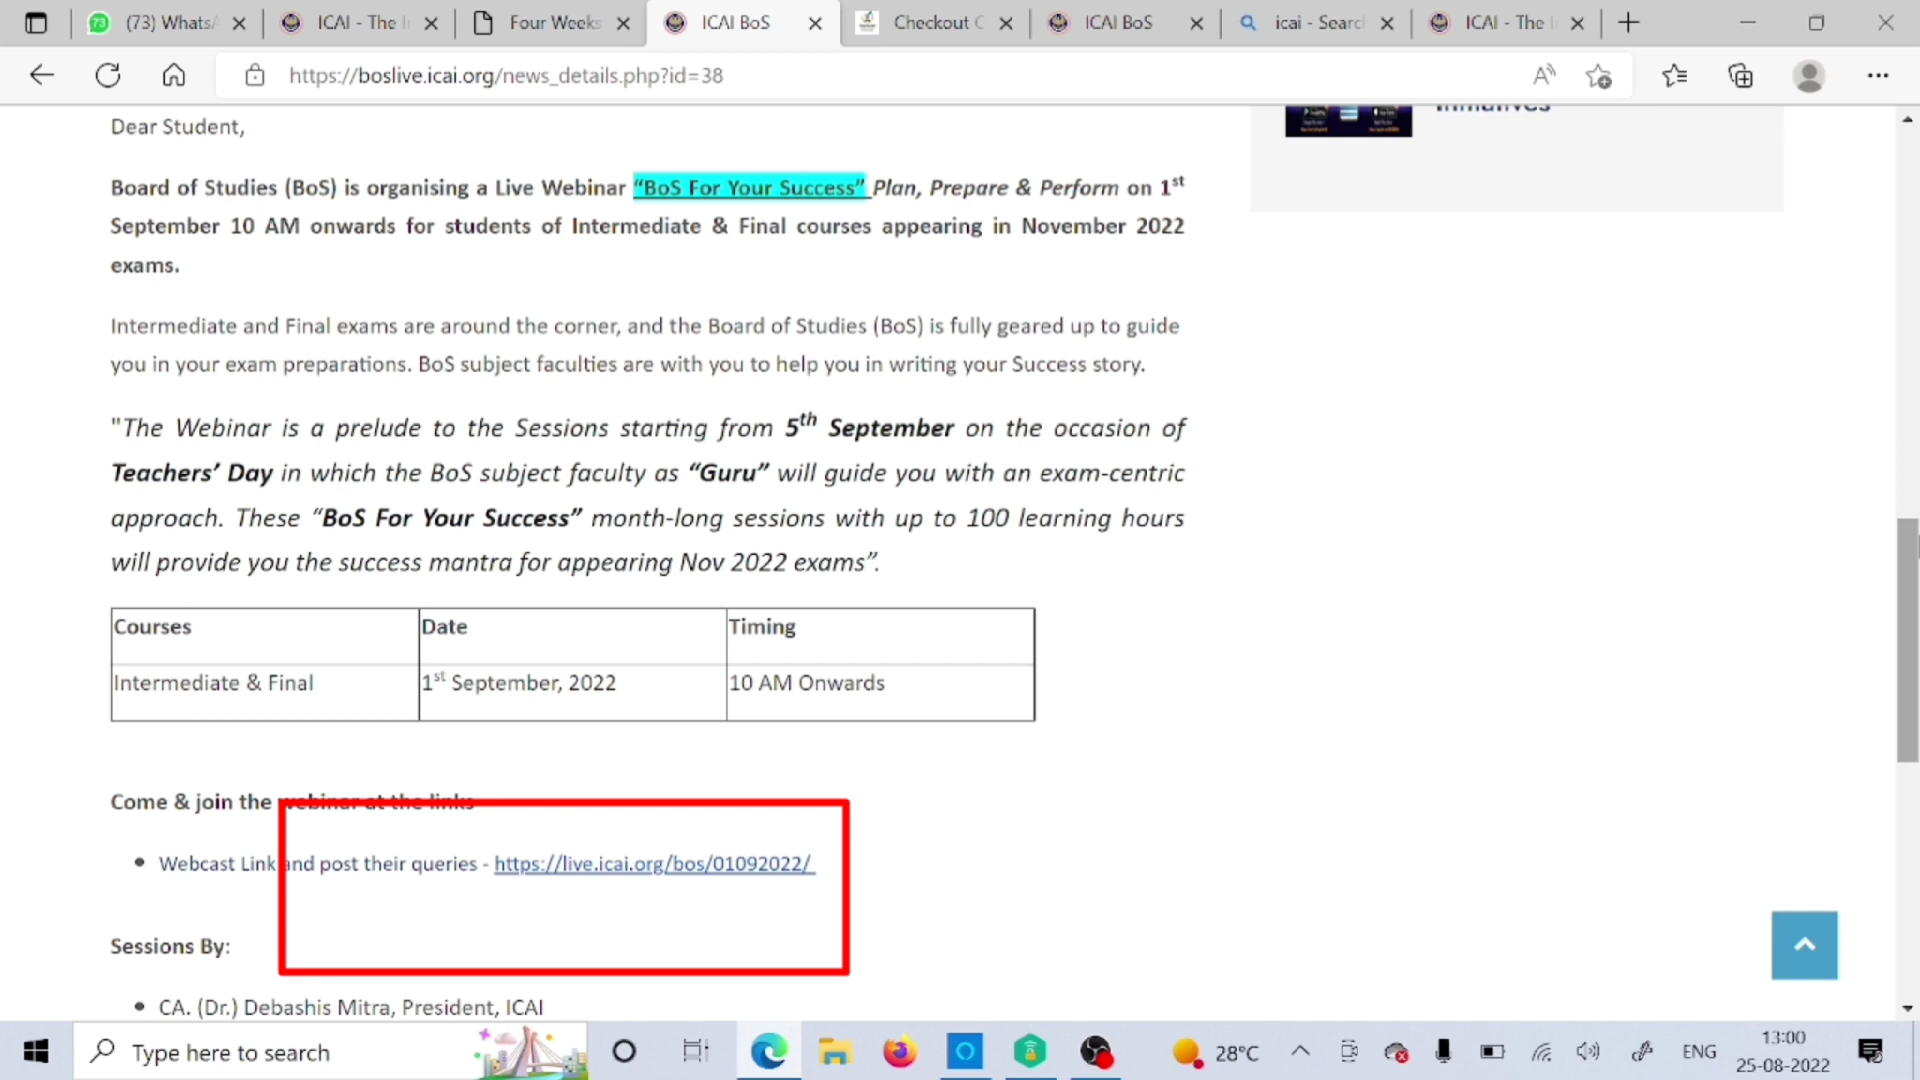 (73) Whats
ICAI - The I
Four Weeks
ICAI BoS
Checkout C
ICAI BoS
icai - Searc
ICAI - The I
https://boslive.icai.org/news_details.php?id=38
Dear Student,
Board of Studies (BoS) is organising a Live Webinar “BoS For Your Success” Plan, Prepare & Perform on 1st
September 10 AM onwards for students of Intermediate & Final courses appearing in November 2022
exams.
Intermediate and Final exams are around the corner, and the Board of Studies (BoS) is fully geared up to guide
you in your exam preparations. BoS subject faculties are with you to help you in writing your Success story.
"The Webinar is a prelude to the Sessions starting from 5th September on the occasion of
Teachers’ Day in which the BoS subject faculty as “Guru” will guide you with an exam-centric
approach. These “BoS For Your Success” month-long sessions with up to 100 learning hours
will provide you the success mantra for appearing Nov 2022 exams”.
Courses Date Timing
Intermediate & Final 1st September, 2022 10 AM Onwards
Come & join the webinar at the links
Webcast Link and post their queries - https://live.icai.org/bos/01092022/
Sessions By:
CA. (Dr.) Debashis Mitra, President, ICAI
Type here to search
28°C
ENG
13:00
25-08-2022